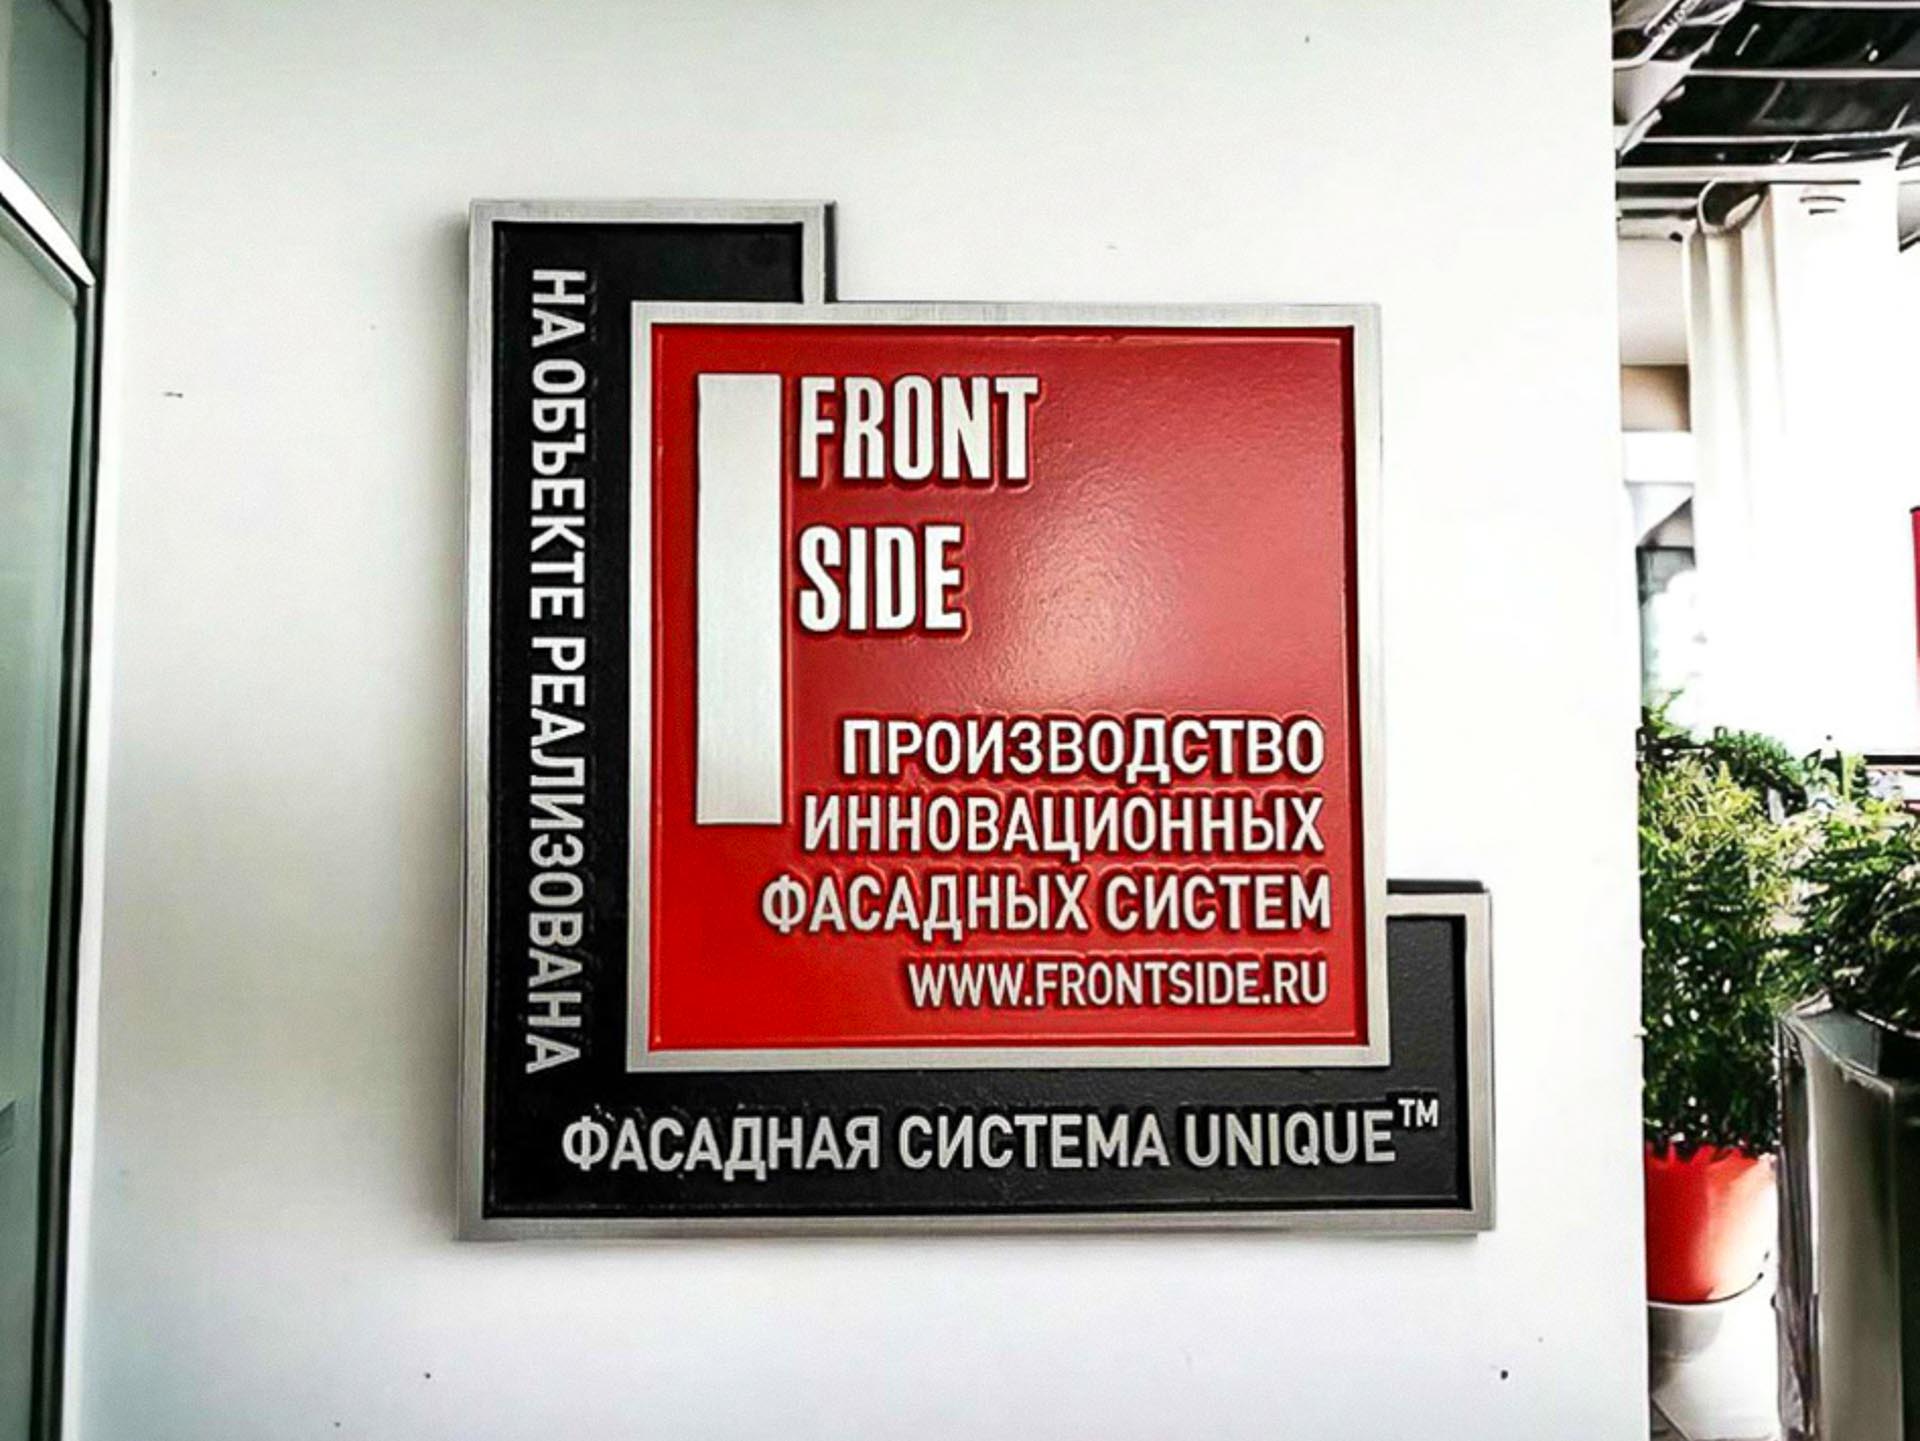 НА ОБЪЕКТЕ РЕАЛИЗОВАНА
FRONT
SIDE
ПРОИЗВОДСТВО
ИННОВАЦИОННЫХ
ФАСАДНЫХ СИСТЕМ
WWW.FRONTSIDE.RU
ФАСАДНАЯ СИСТЕМА UNIQUE™